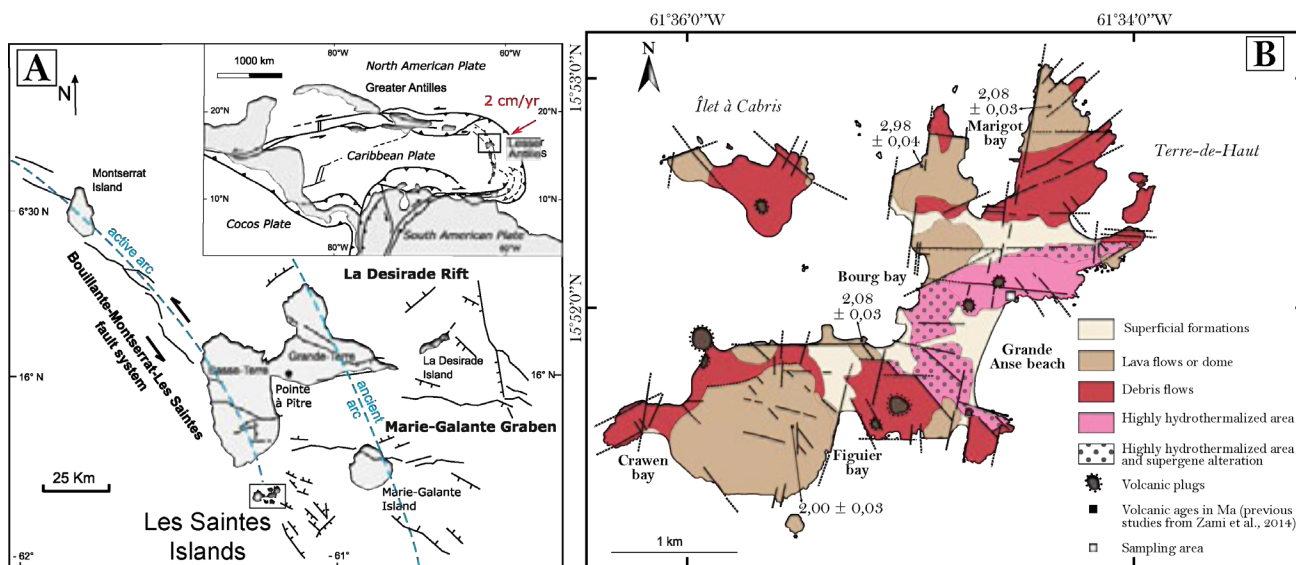 A
N
1000 km
80°W
60°W
North American Plate
Greater Antilles
2 cm/yr
20°N
20°N
Lesser
Antilles
Caribbean Plate
10°N
10°N
Cocos Plate
South American Plate
80°W
60°W
Montserrat
Island
6°30 N
active arc
Bouillante-Montserrat-Les Saintes
fault system
La Desirade Rift
Grande-Terre
La Desirade
Island
Basse-Terre
16° N
16° N
Pointe
à Pitre
ancient
arc
Marie-Galante Graben
25 Km
Marie-Galante
Island
Les Saintes
Islands
- 62°
- 61°
61°36'0''W
61°34'0''W
B
N
15°53'0''N
15°52'0''N
Îlet à Cabris
2,08
± 0,03
Marigot
bay
2,98
± 0,04
Terre-de-Haut
Bourg bay
2,08
± 0,03
Grande
Anse beach
Crawen
bay
Figuier
bay
2,00 ± 0,03
1 km
Superficial formations
Lava flows or dome
Debris flows
Highly hydrothermalized area
Highly hydrothermalized area
and supergene alteration
Volcanic plugs
Volcanic ages in Ma (previous
studies from Zami et al., 2014)
Sampling area